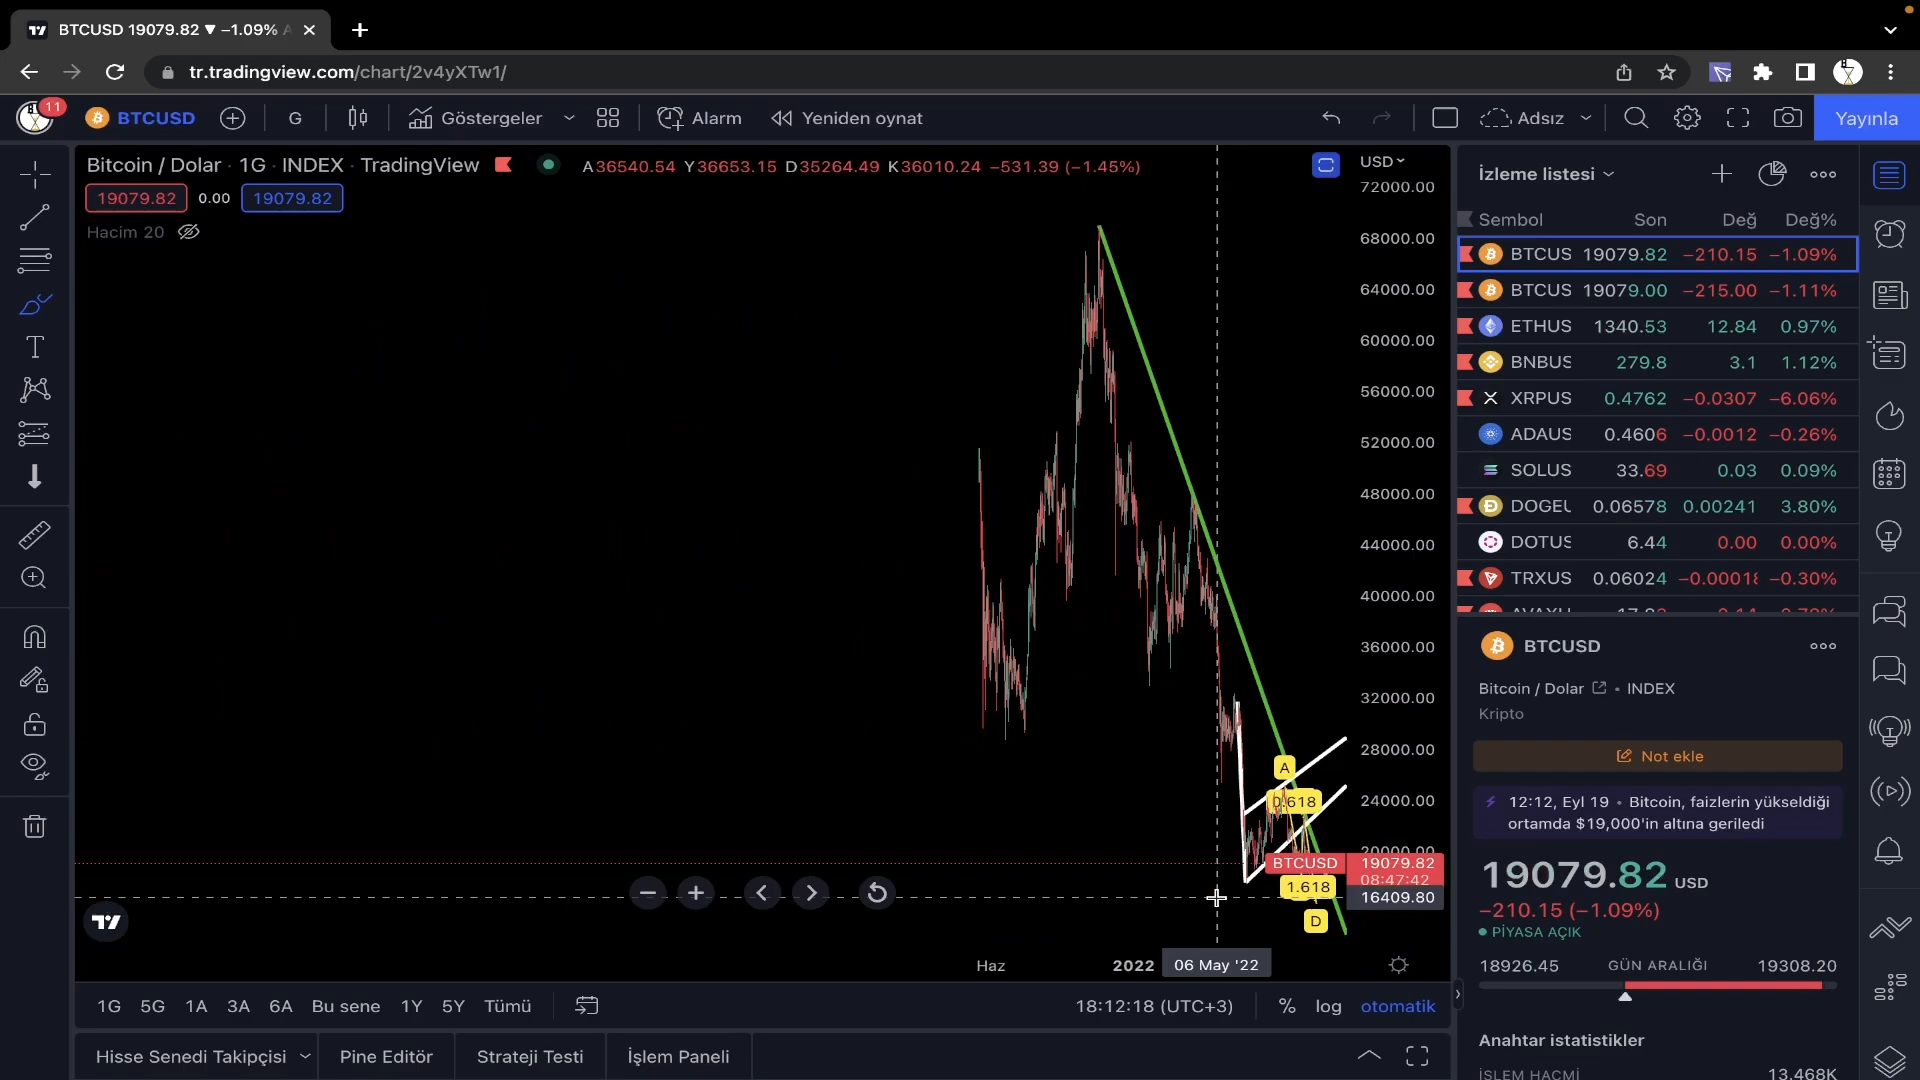 BTCUSD 19079.82 ▼ −1.09%
tr.tradingview.com/chart/2v4yXTw1/
11
BTCUSD
G
Göstergeler
Alarm
Yeniden oynat
Adsız
Yayınla
Bitcoin / Dolar · 1G · INDEX · TradingView
A36540.54 Y36653.15 D35264.49 K36010.24 −531.39 (−1.45%)
19079.82 0.00 19079.82
Hacim 20
USD
72000.00
68000.00
64000.00
60000.00
56000.00
52000.00
48000.00
44000.00
40000.00
36000.00
32000.00
28000.00
24000.00
20000.00
A
0.618
BTCUSD 19079.82
08:47:42
1.618
16409.80
D
Haz 2022 06 May '22
1G 5G 1A 3A 6A Bu sene 1Y 5Y Tümü
18:12:18 (UTC+3) % log otomatik
Hisse Senedi Takipçisi Pine Editör Strateji Testi İşlem Paneli
İzleme listesi
Sembol Son Değ Değ%
BTCUS 19079.82 −210.15 −1.09%
BTCUS 19079.00 −215.00 −1.11%
ETHUS 1340.53 12.84 0.97%
BNBUS 279.8 3.1 1.12%
XRPUS 0.4762 −0.0307 −6.06%
ADAUS 0.4606 −0.0012 −0.26%
SOLUS 33.69 0.03 0.09%
DOGEU 0.06578 0.00241 3.80%
DOTUS 6.44 0.00 0.00%
TRXUS 0.06024 −0.00018 −0.30%
BTCUSD
Bitcoin / Dolar • INDEX
Kripto
Not ekle
12:12, Eyl 19 • Bitcoin, faizlerin yükseldiği
ortamda $19,000'in altına geriledi
19079.82 USD
−210.15 (−1.09%)
PİYASA AÇIK
18926.45 GÜN ARALIĞI 19308.20
Anahtar istatistikler
İŞLEM HACMİ 13.468K